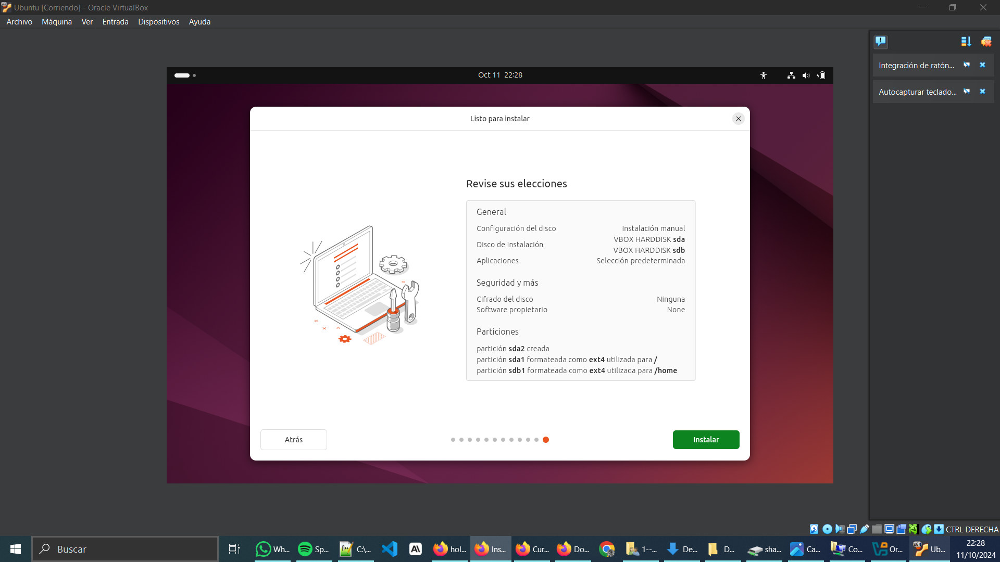 Ubuntu [Corriendo] - Oracle VirtualBox
Archivo Máquina Ver Entrada Dispositivos Ayuda
Integración de ratón...
Autocapturar teclado...
Oct 11 22:28
Listo para instalar
Revise sus elecciones
General
Configuración del disco Instalación manual
Disco de instalación VBOX HARDDISK sda
VBOX HARDDISK sdb
Aplicaciones Selección predeterminada
Seguridad y más
Cifrado del disco Ninguna
Software propietario None
Particiones
partición sda2 creada
partición sda1 formateada como ext4 utilizada para /
partición sdb1 formateada como ext4 utilizada para /home
Atrás
Instalar
CTRL DERECHA
Buscar
Wh... Sp... C:\... hol... Ins... Cur... Do... 1--... De... D... sha... Ca... Co... Or... Ub...
22:28
11/10/2024